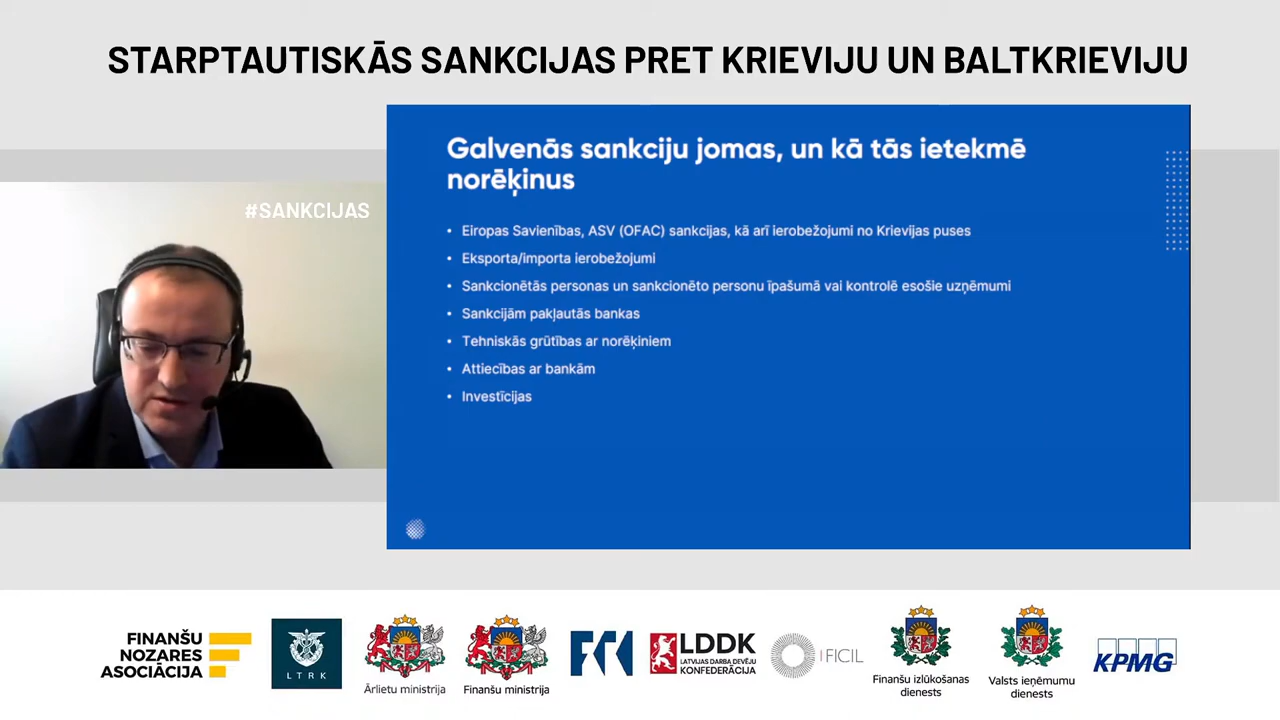 STARPTAUTISKĀS SANKCIJAS PRET KRIEVIJU UN BALTKRIEVIJU
#SANKCIJAS
Galvenās sankciju jomas, un kā tās ietekmē
norēķinus
• Eiropas Savienības, ASV (OFAC) sankcijas, kā arī ierobežojumi no Krievijas puses
• Eksporta/importa ierobežojumi
• Sankcionētās personas un sankcionēto personu īpašumā vai kontrolē esošie uzņēmumi
• Sankcijām pakļautās bankas
• Tehniskās grūtības ar norēķiniem
• Attiecības ar bankām
• Investīcijas
FINANŠU
NOZARES
ASOCIĀCIJA
LTRK
Ārlietu ministrija
Finanšu ministrija
LDDK
LATVIJAS DARBA DEVĒJU
KONFEDERĀCIJA
FICIL
Finanšu izlūkošanas
dienests
Valsts ieņēmumu
dienests
KPMG